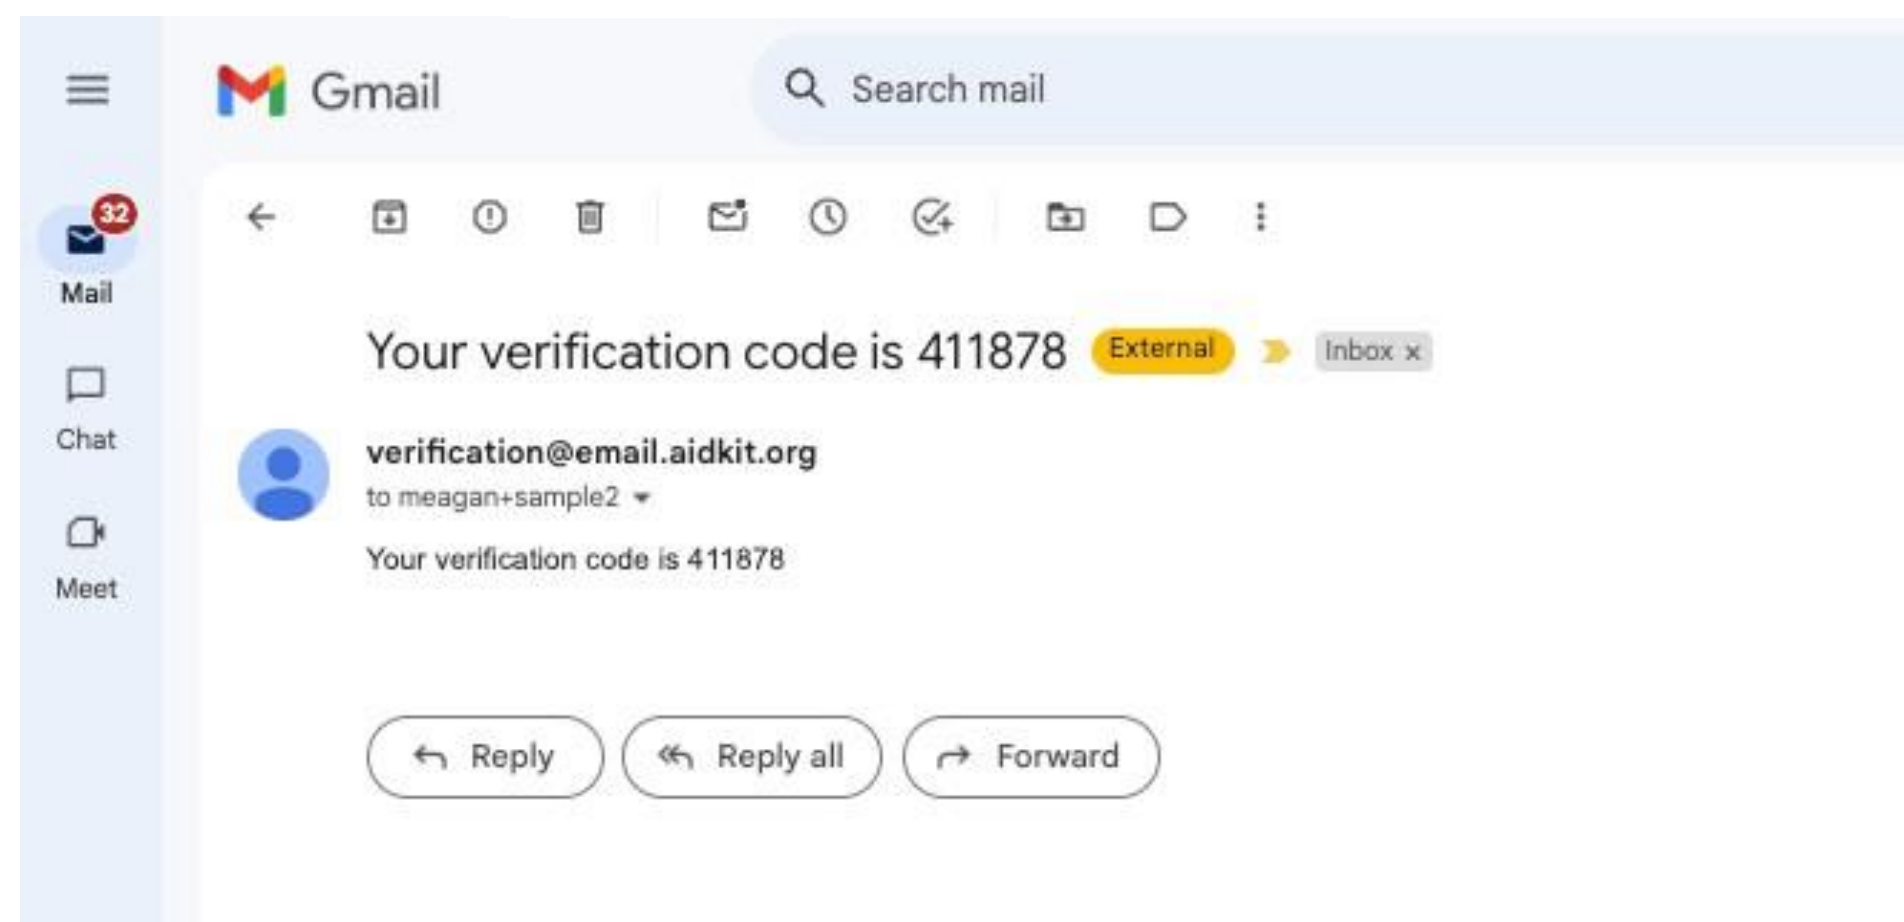 Gmail
Search mail
32
Mail
Chat
Meet
Your verification code is 411878 External Inbox x
verification@email.aidkit.org
to meagan+sample2
Your verification code is 411878
Reply Reply all Forward